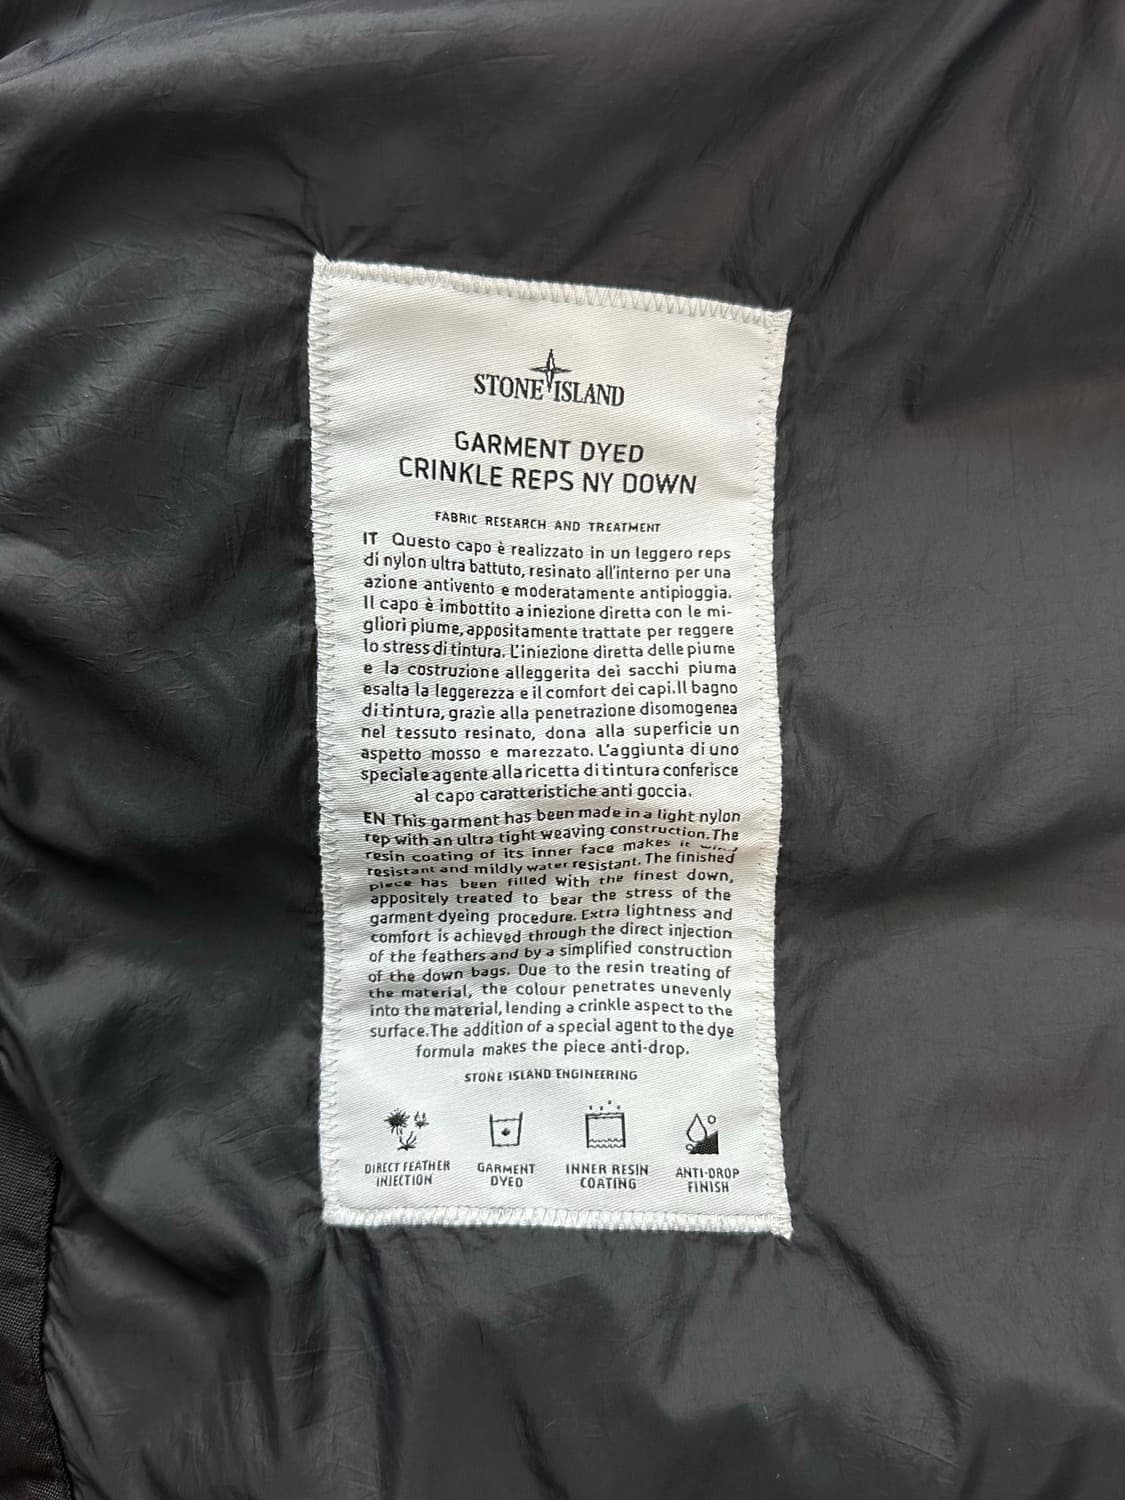 STONE ISLAND
GARMENT DYED
CRINKLE REPS NY DOWN
FABRIC RESEARCH AND TREATMENT
IT Questo capo è realizzato in un leggero reps
di nylon ultra battuto, resinato all'interno per una
azione antivento e moderatamente antipioggia.
Il capo è imbottito a iniezione diretta con le mi-
gliori piume, appositamente trattate per reggere
lo stress di tintura. L'iniezione diretta delle piume
e la costruzione alleggerita dei sacchi piuma
esalta la leggerezza e il comfort dei capi. Il bagno
di tintura, grazie alla penetrazione disomogenea
nel tessuto resinato, dona alla superficie un
aspetto mosso e marezzato. L'aggiunta di uno
speciale agente alla ricetta di tintura conferisce
al capo caratteristiche anti goccia.
EN This garment has been made in a light nylon
rep with an ultra tight weaving construction. The
resin coating of its inner face makes it
resistant and mildly water resistant. The finished
piece has been filled with the finest down,
appositely treated to bear the stress of the
garment dyeing procedure. Extra lightness and
comfort is achieved through the direct injection
of the feathers and by a simplified construction
of the down bags. Due to the resin treating of
the material, the colour penetrates unevenly
into the material, lending a crinkle aspect to the
surface. The addition of a special agent to the dye
formula makes the piece anti-drop.
STONE ISLAND ENGINEERING
DIRECT FEATHER INJECTION
GARMENT DYED
INNER RESIN COATING
ANTI-DROP FINISH